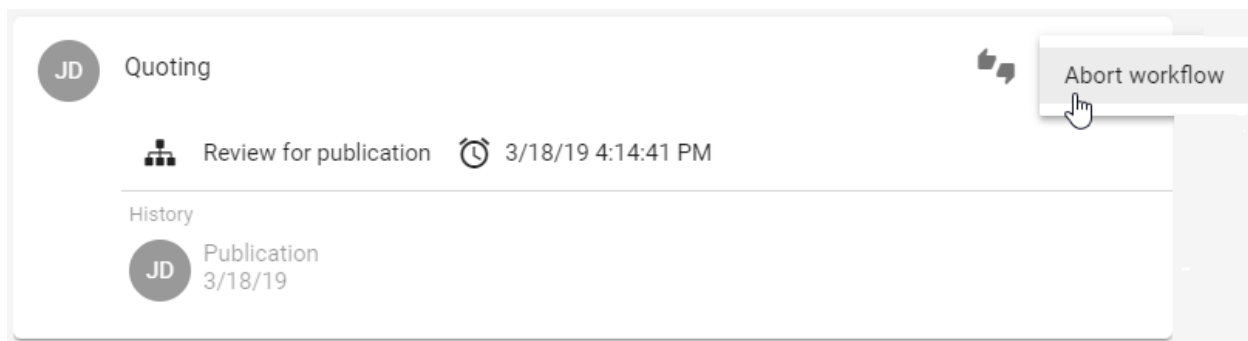 JD
Quoting
Abort workflow
Review for publication
3/18/19 4:14:41 PM
History
JD
Publication
3/18/19